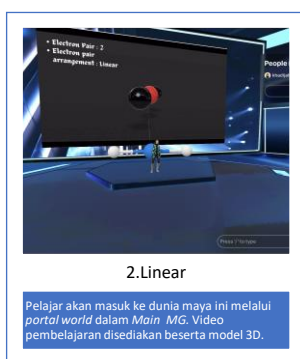 • Electron Pair : 2
• Electron pair
arrangement : Linear
People
2.Linear
Pelajar akan masuk ke dunia maya ini melalui
portal world dalam Main MG. Video
pembelajaran disediakan beserta model 3D.